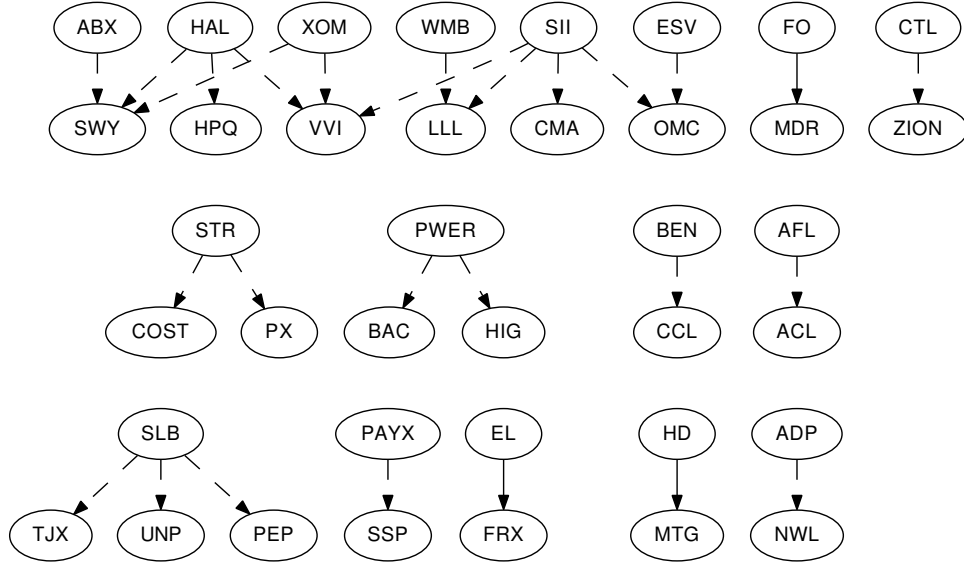 ABX HAL XOM WMB SII ESV FO CTL
SWY HPQ VVI LLL CMA OMC MDR ZION
STR PWER BEN AFL
COST PX BAC HIG CCL ACL
SLB PAYX EL HD ADP
TJX UNP PEP SSP FRX MTG NWL